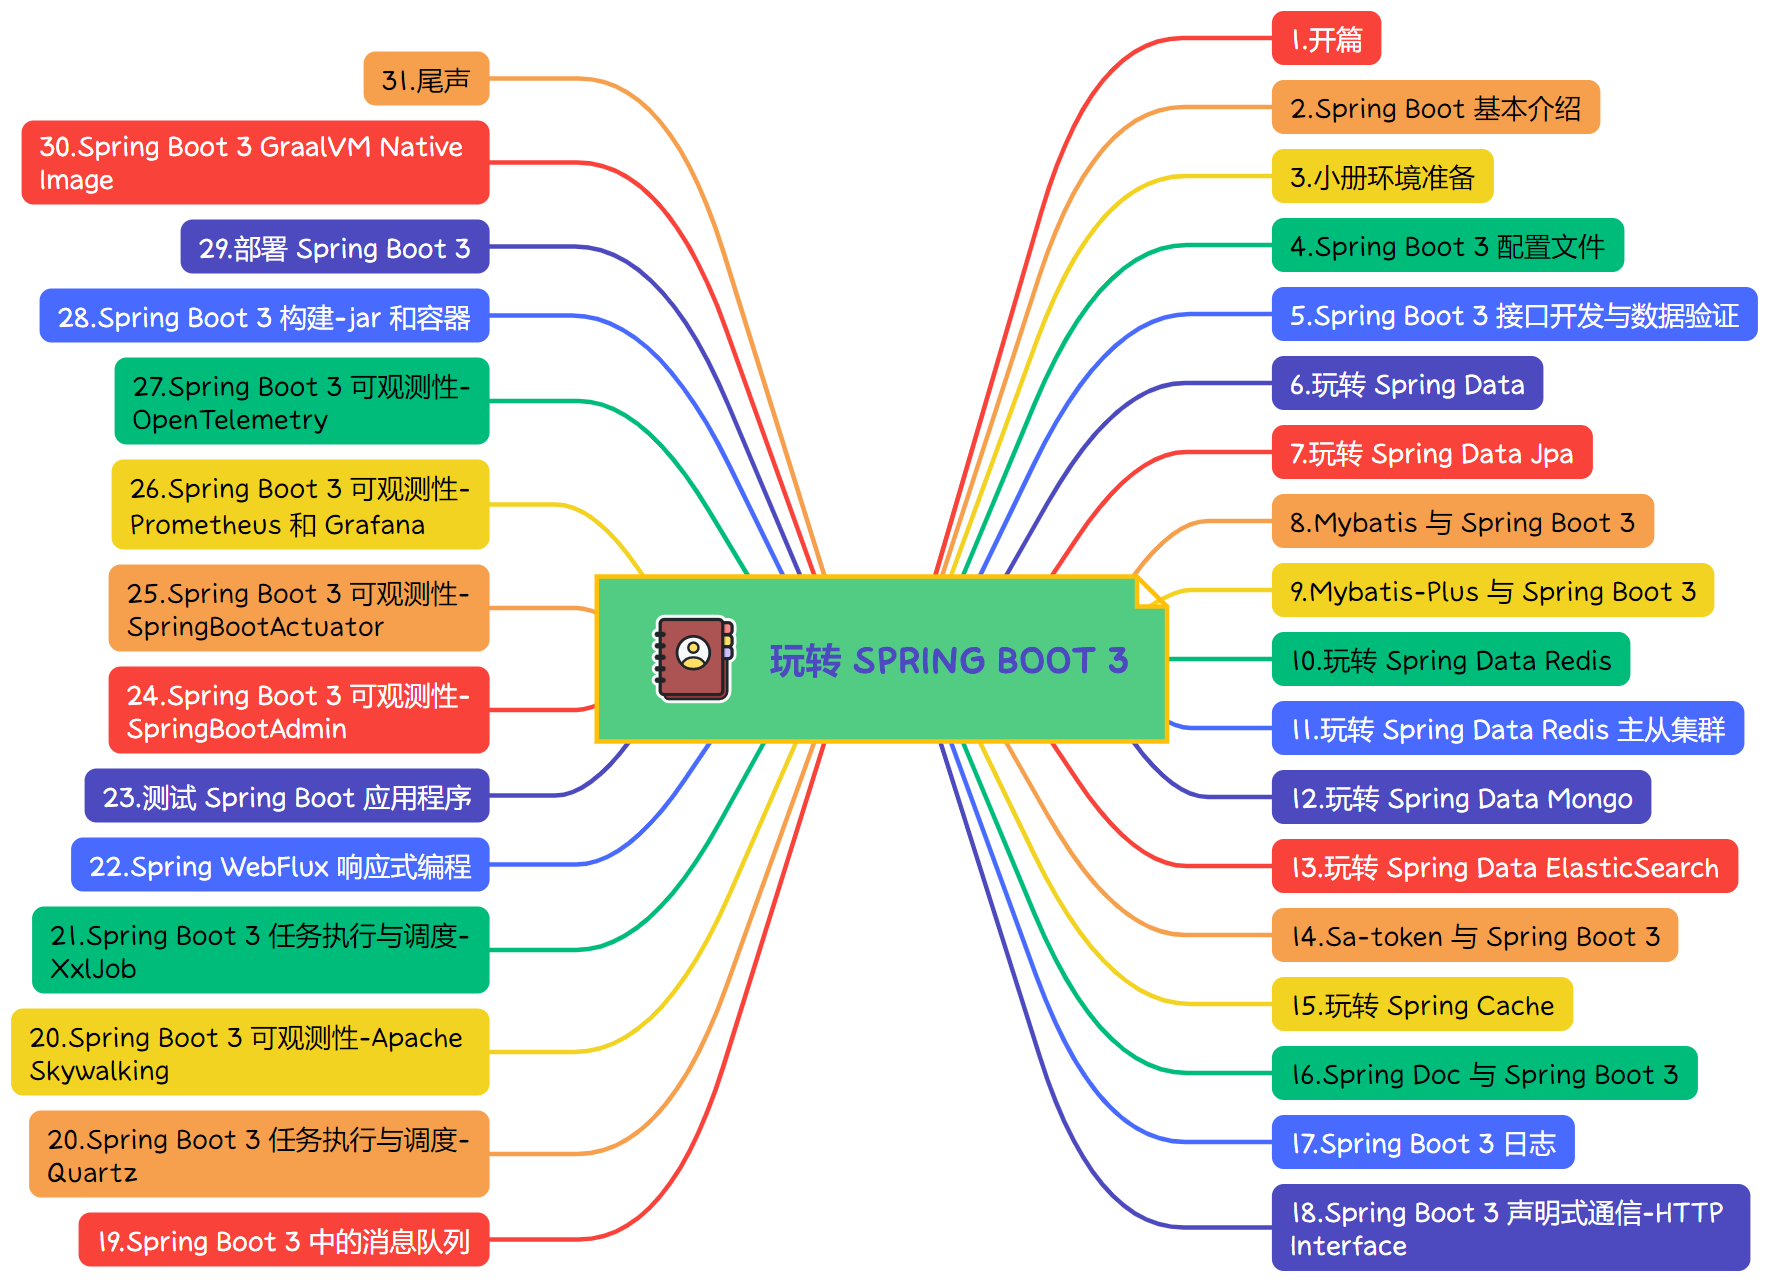 玩转 SPRING BOOT 3
1.开篇
2.Spring Boot 基本介绍
3.小册环境准备
4.Spring Boot 3 配置文件
5.Spring Boot 3 接口开发与数据验证
6.玩转 Spring Data
7.玩转 Spring Data Jpa
8.Mybatis 与 Spring Boot 3
9.Mybatis-Plus 与 Spring Boot 3
10.玩转 Spring Data Redis
11.玩转 Spring Data Redis 主从集群
12.玩转 Spring Data Mongo
13.玩转 Spring Data ElasticSearch
14.Sa-token 与 Spring Boot 3
15.玩转 Spring Cache
16.Spring Doc 与 Spring Boot 3
17.Spring Boot 3 日志
18.Spring Boot 3 声明式通信-HTTP
Interface
19.Spring Boot 3 中的消息队列
20.Spring Boot 3 任务执行与调度-
Quartz
20.Spring Boot 3 可观测性-Apache
Skywalking
21.Spring Boot 3 任务执行与调度-
XxlJob
22.Spring WebFlux 响应式编程
23.测试 Spring Boot 应用程序
24.Spring Boot 3 可观测性-
SpringBootAdmin
25.Spring Boot 3 可观测性-
SpringBootActuator
26.Spring Boot 3 可观测性-
Prometheus 和 Grafana
27.Spring Boot 3 可观测性-
OpenTelemetry
28.Spring Boot 3 构建-jar 和容器
29.部署 Spring Boot 3
30.Spring Boot 3 GraalVM Native
Image
31.尾声